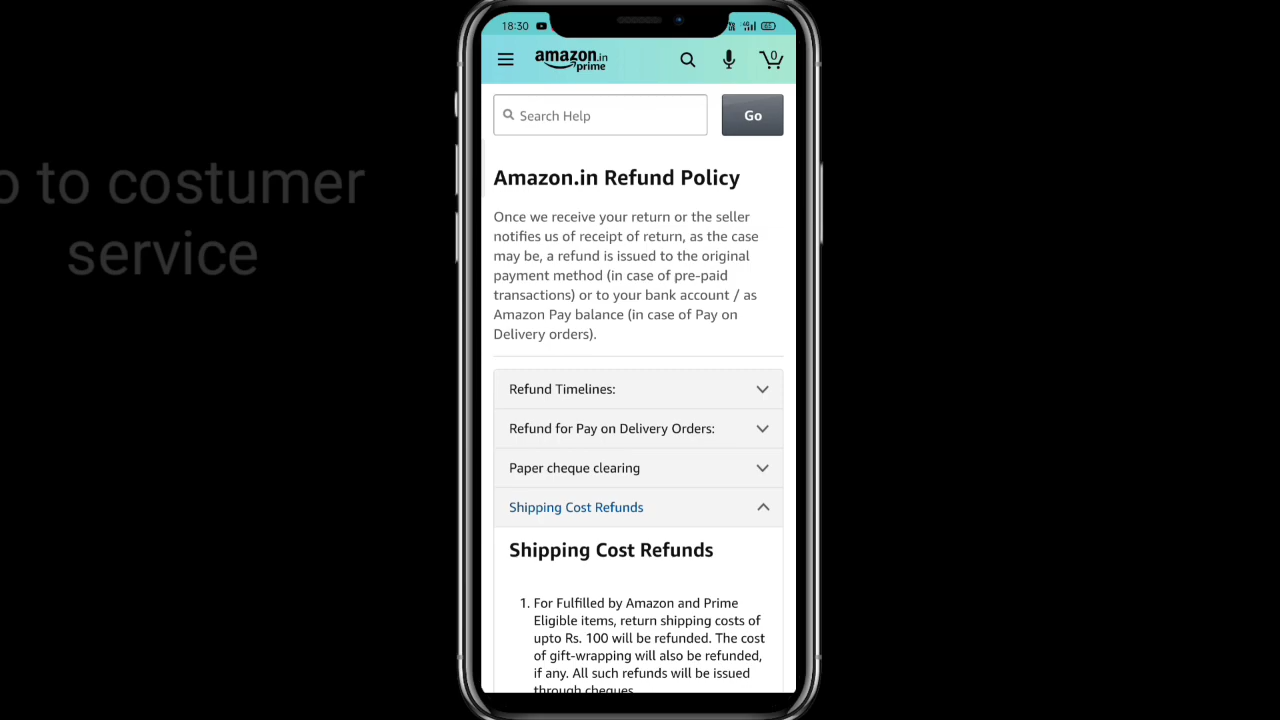 18:30
amazon.in
prime
0
Search Help
Go
to costumer
service
Amazon.in Refund Policy
Once we receive your return or the seller
notifies us of receipt of return, as the case
may be, a refund is issued to the original
payment method (in case of pre-paid
transactions) or to your bank account / as
Amazon Pay balance (in case of Pay on
Delivery orders).
Refund Timelines:
Refund for Pay on Delivery Orders:
Paper cheque clearing
Shipping Cost Refunds
Shipping Cost Refunds
1. For Fulfilled by Amazon and Prime
Eligible items, return shipping costs of
upto Rs. 100 will be refunded. The cost
of gift-wrapping will also be refunded,
if any. All such refunds will be issued
through cheques